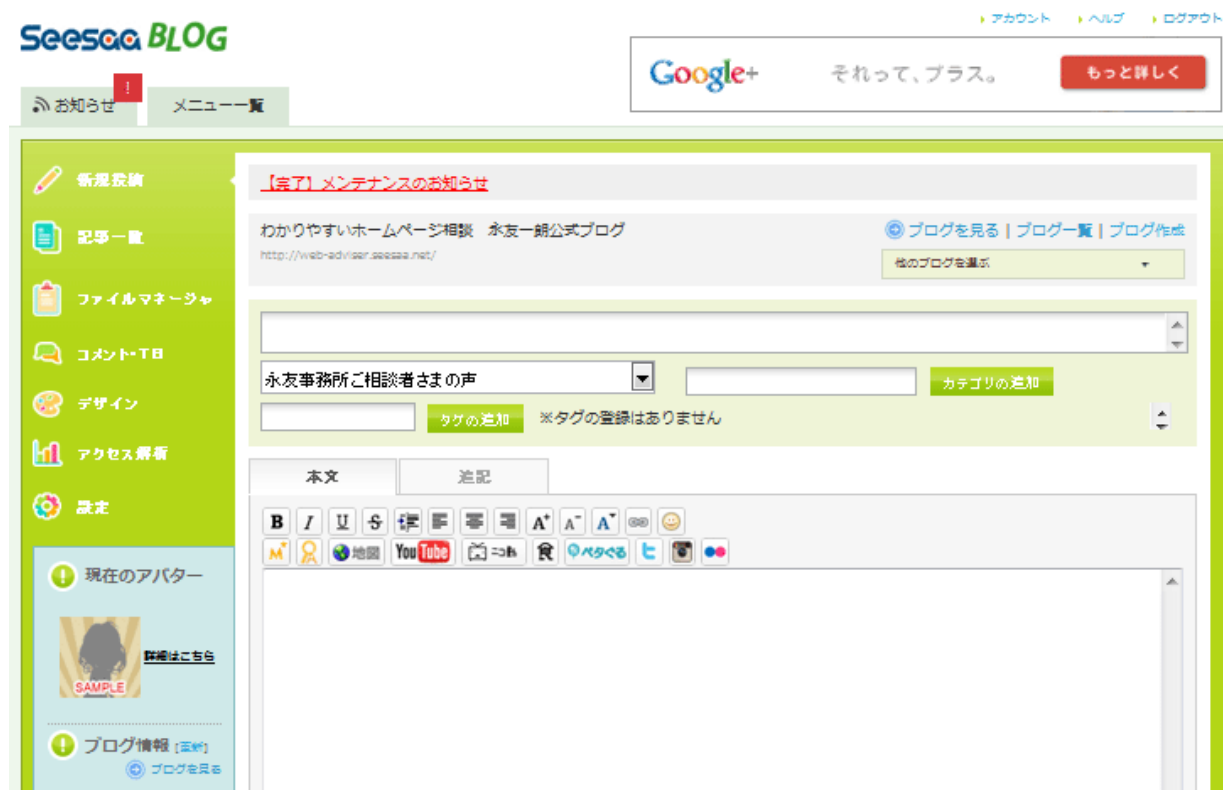 アカウント ヘルプ ログアウト
Seesaa BLOG
Google+ それって、プラス。 もっと詳しく
! お知らせ メニュー一覧
新規投稿
【完了】メンテナンスのお知らせ
わかりやすいホームページ相談 永友一朗公式ブログ
http://web-adviser.seesaa.net/
ブログを見る | ブログ一覧 | ブログ作成
他のブログを選ぶ
記事一覧
ファイルマネージャ
コメント・TB
デザイン
アクセス解析
設定
永友事務所ご相談者さまの声
カテゴリの追加
タグの追加 ※タグの登録はありません
本文 追記
B I U S A+ A- A
M 地図 YouTube ニコれ 食 ペタぐる t
現在のアバター
SAMPLE
詳細はこちら
ブログ情報 [更新]
ブログを見る